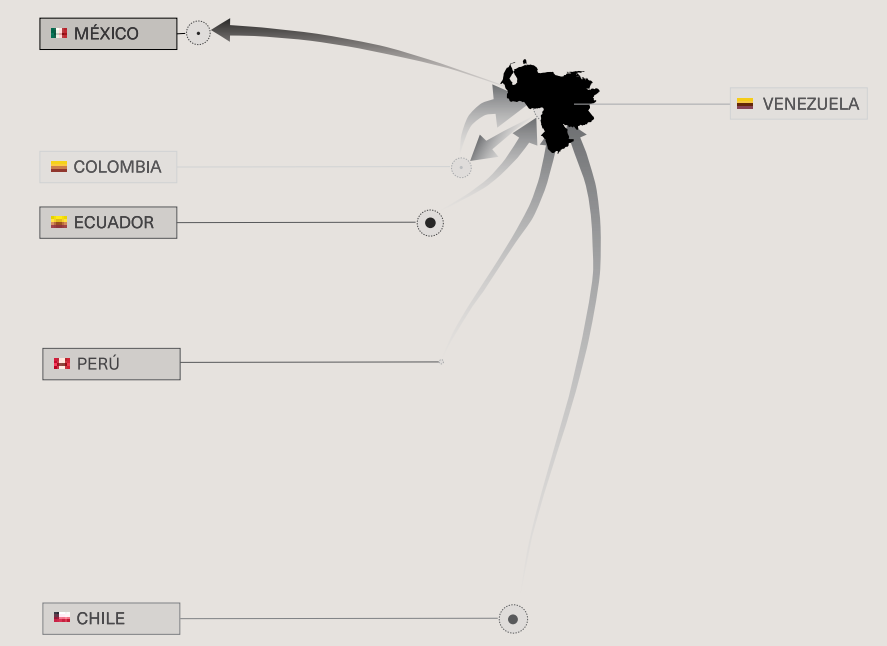 MÉXICO
VENEZUELA
COLOMBIA
ECUADOR
PERÚ
CHILE